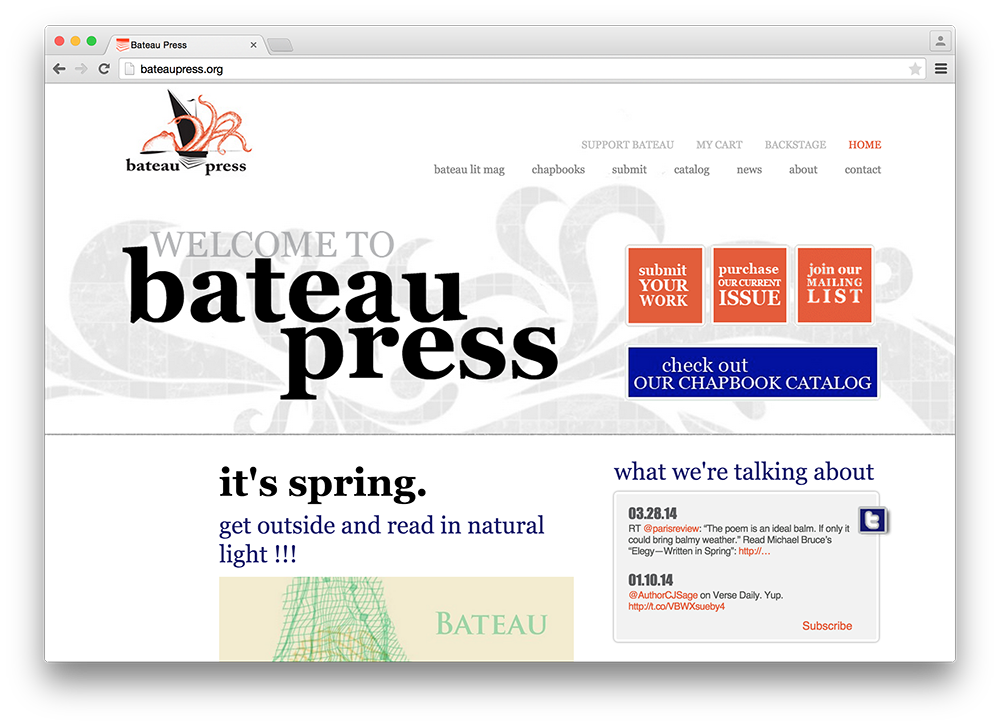 Bateau Press
bateaupress.org
bateau press
SUPPORT BATEAU MY CART BACKSTAGE HOME
bateau lit mag chapbooks submit catalog news about contact
WELCOME TO
bateau
press
submit
YOUR
WORK
purchase
OUR CURRENT
ISSUE
join our
MAILING
LIST
check out
OUR CHAPBOOK CATALOG
it's spring.
get outside and read in natural
light !!!
BATEAU
what we're talking about
03.28.14
RT @parisreview: “The poem is an ideal balm. If only it
could bring balmy weather.” Read Michael Bruce’s
“Elegy—Written in Spring”: http://…
01.10.14
@AuthorCJSage on Verse Daily. Yup.
http://t.co/VBWXsueby4
Subscribe